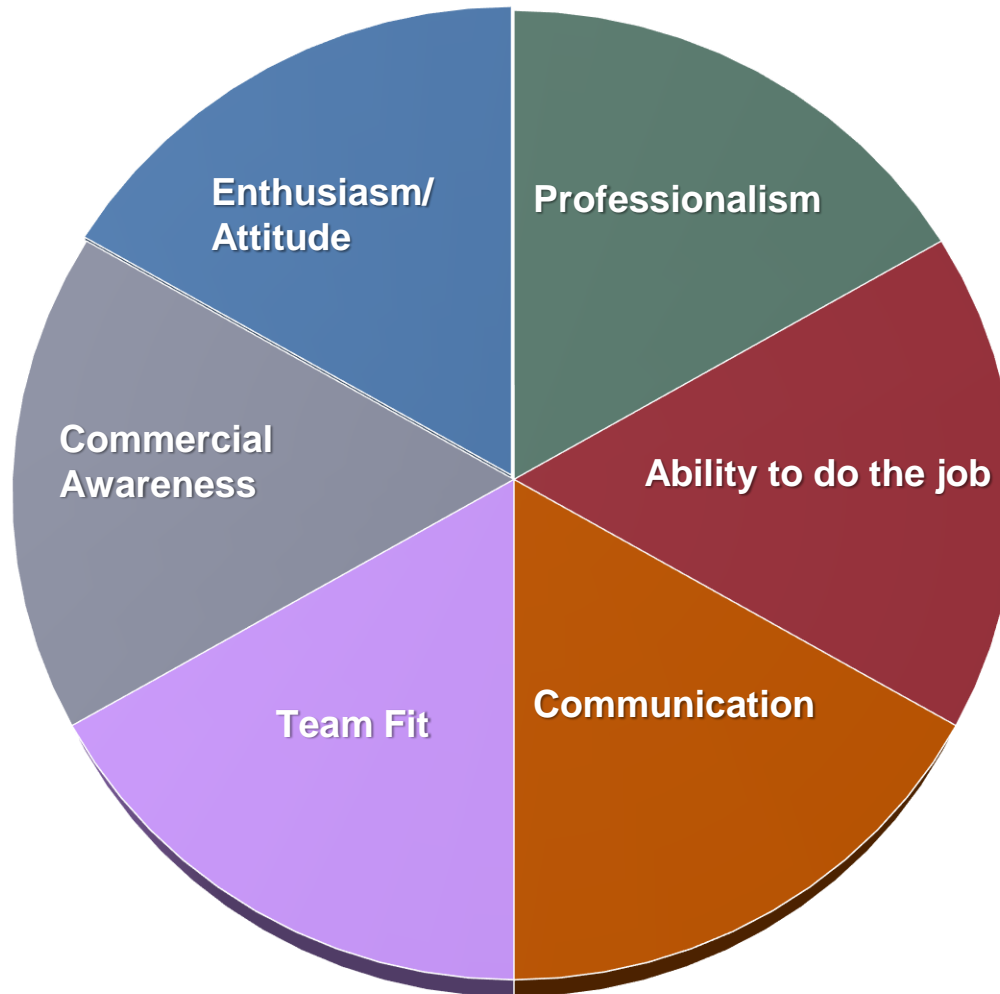 Enthusiasm/
Attitude
Professionalism
Commercial
Awareness
Ability to do the job
Team Fit
Communication